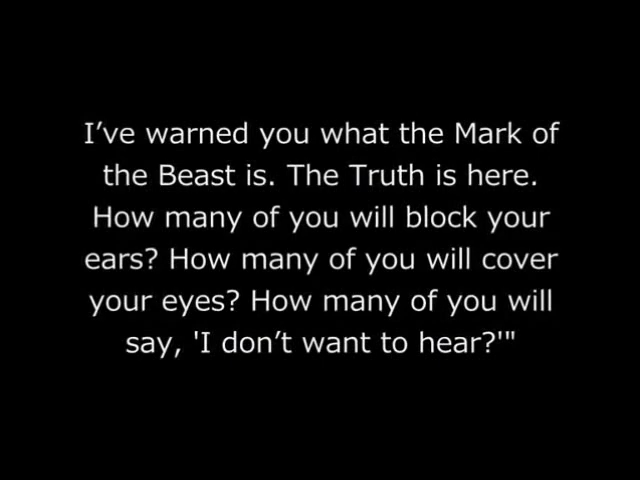 I’ve warned you what the Mark of
the Beast is. The Truth is here.
How many of you will block your
ears? How many of you will cover
your eyes? How many of you will
say, 'I don’t want to hear?'"